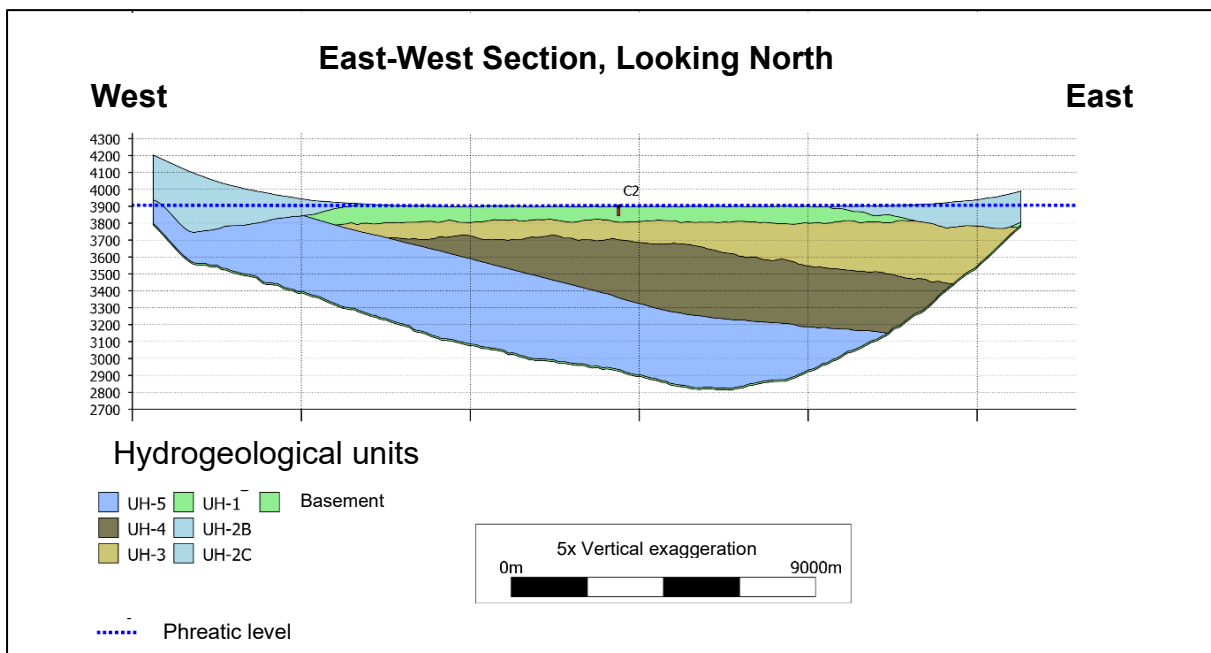 East-West Section, Looking North
West
East
4300
4200
4100
4000
3900
3800
3700
3600
3500
3400
3300
3200
3100
3000
2900
2800
2700
C2
Hydrogeological units
UH-5 UH-1 Basement
UH-4 UH-2B
UH-3 UH-2C
5x Vertical exaggeration
0m 9000m
Phreatic level